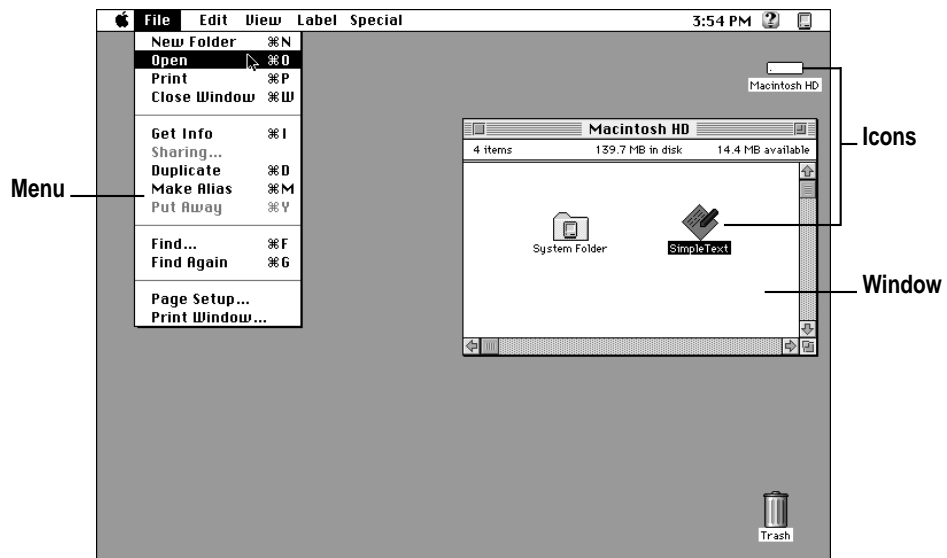 File Edit View Label Special 3:54 PM
New Folder ⌘N
Open ⌘O
Print ⌘P
Close Window ⌘W
Get Info ⌘I
Sharing...
Duplicate ⌘D
Make Alias ⌘M
Put Away ⌘Y
Find... ⌘F
Find Again ⌘G
Page Setup...
Print Window...
Menu
Macintosh HD
Icons
Macintosh HD
4 items 139.7 MB in disk 14.4 MB available
System Folder
SimpleText
Window
Trash